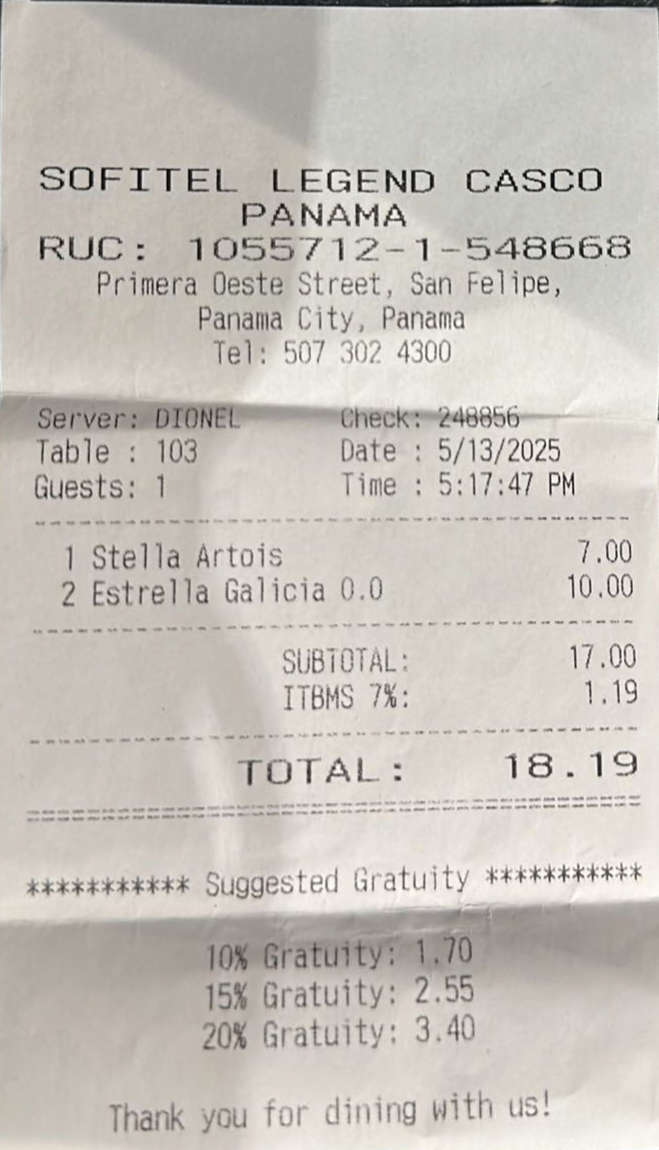 SOFITEL LEGEND CASCO
PANAMA
RUC: 1055712-1-548668
Primera Oeste Street, San Felipe,
Panama City, Panama
Tel: 507 302 4300
Server: DIONEL Check: 248856
Table : 103 Date : 5/13/2025
Guests: 1 Time : 5:17:47 PM
1 Stella Artois 7.00
2 Estrella Galicia 0.0 10.00
SUBTOTAL: 17.00
ITBMS 7%: 1.19
TOTAL: 18.19
*********** Suggested Gratuity ***********
10% Gratuity: 1.70
15% Gratuity: 2.55
20% Gratuity: 3.40
Thank you for dining with us!